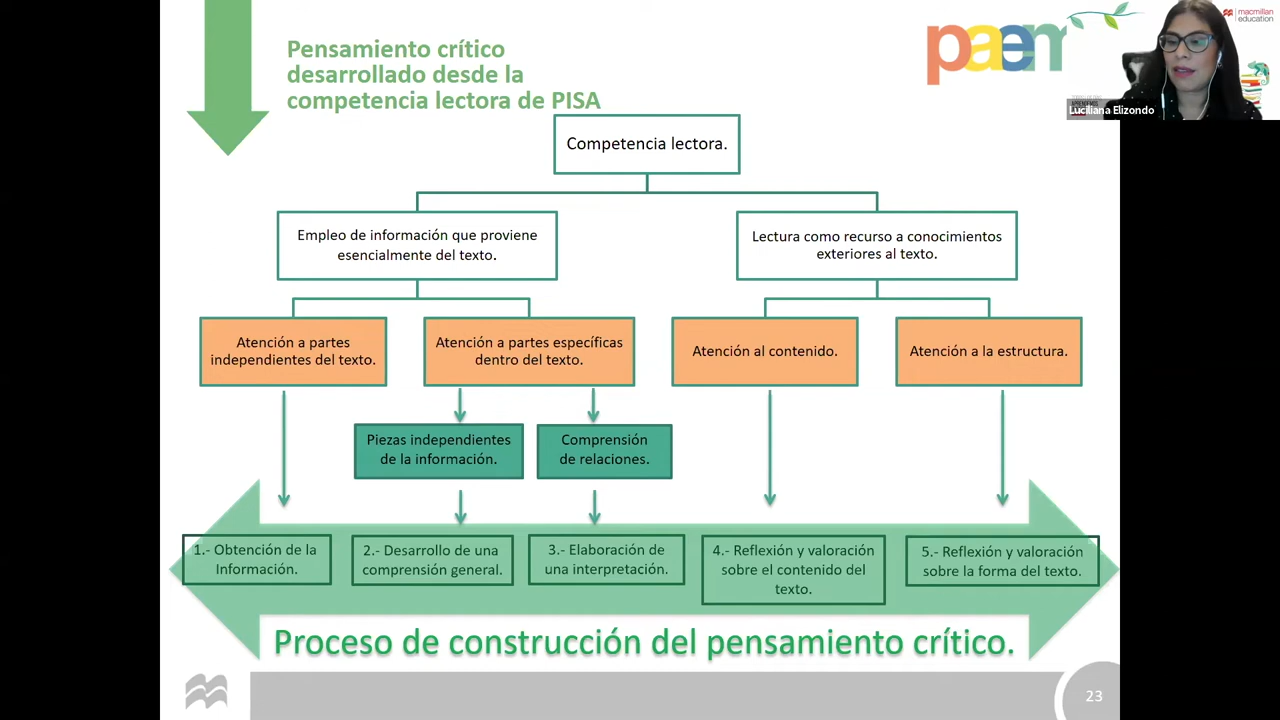 Pensamiento crítico
desarrollado desde la
competencia lectora de PISA
paem
macmillan
education
Luciliana Elizondo
Competencia lectora.
Empleo de información que proviene
esencialmente del texto.
Lectura como recurso a conocimientos
exteriores al texto.
Atención a partes
independientes del texto.
Atención a partes específicas
dentro del texto.
Atención al contenido.
Atención a la estructura.
Piezas independientes
de la información.
Comprensión
de relaciones.
1.- Obtención de la
Información.
2.- Desarrollo de una
comprensión general.
3.- Elaboración de
una interpretación.
4.- Reflexión y valoración
sobre el contenido del
texto.
5.- Reflexión y valoración
sobre la forma del texto.
Proceso de construcción del pensamiento crítico.
23